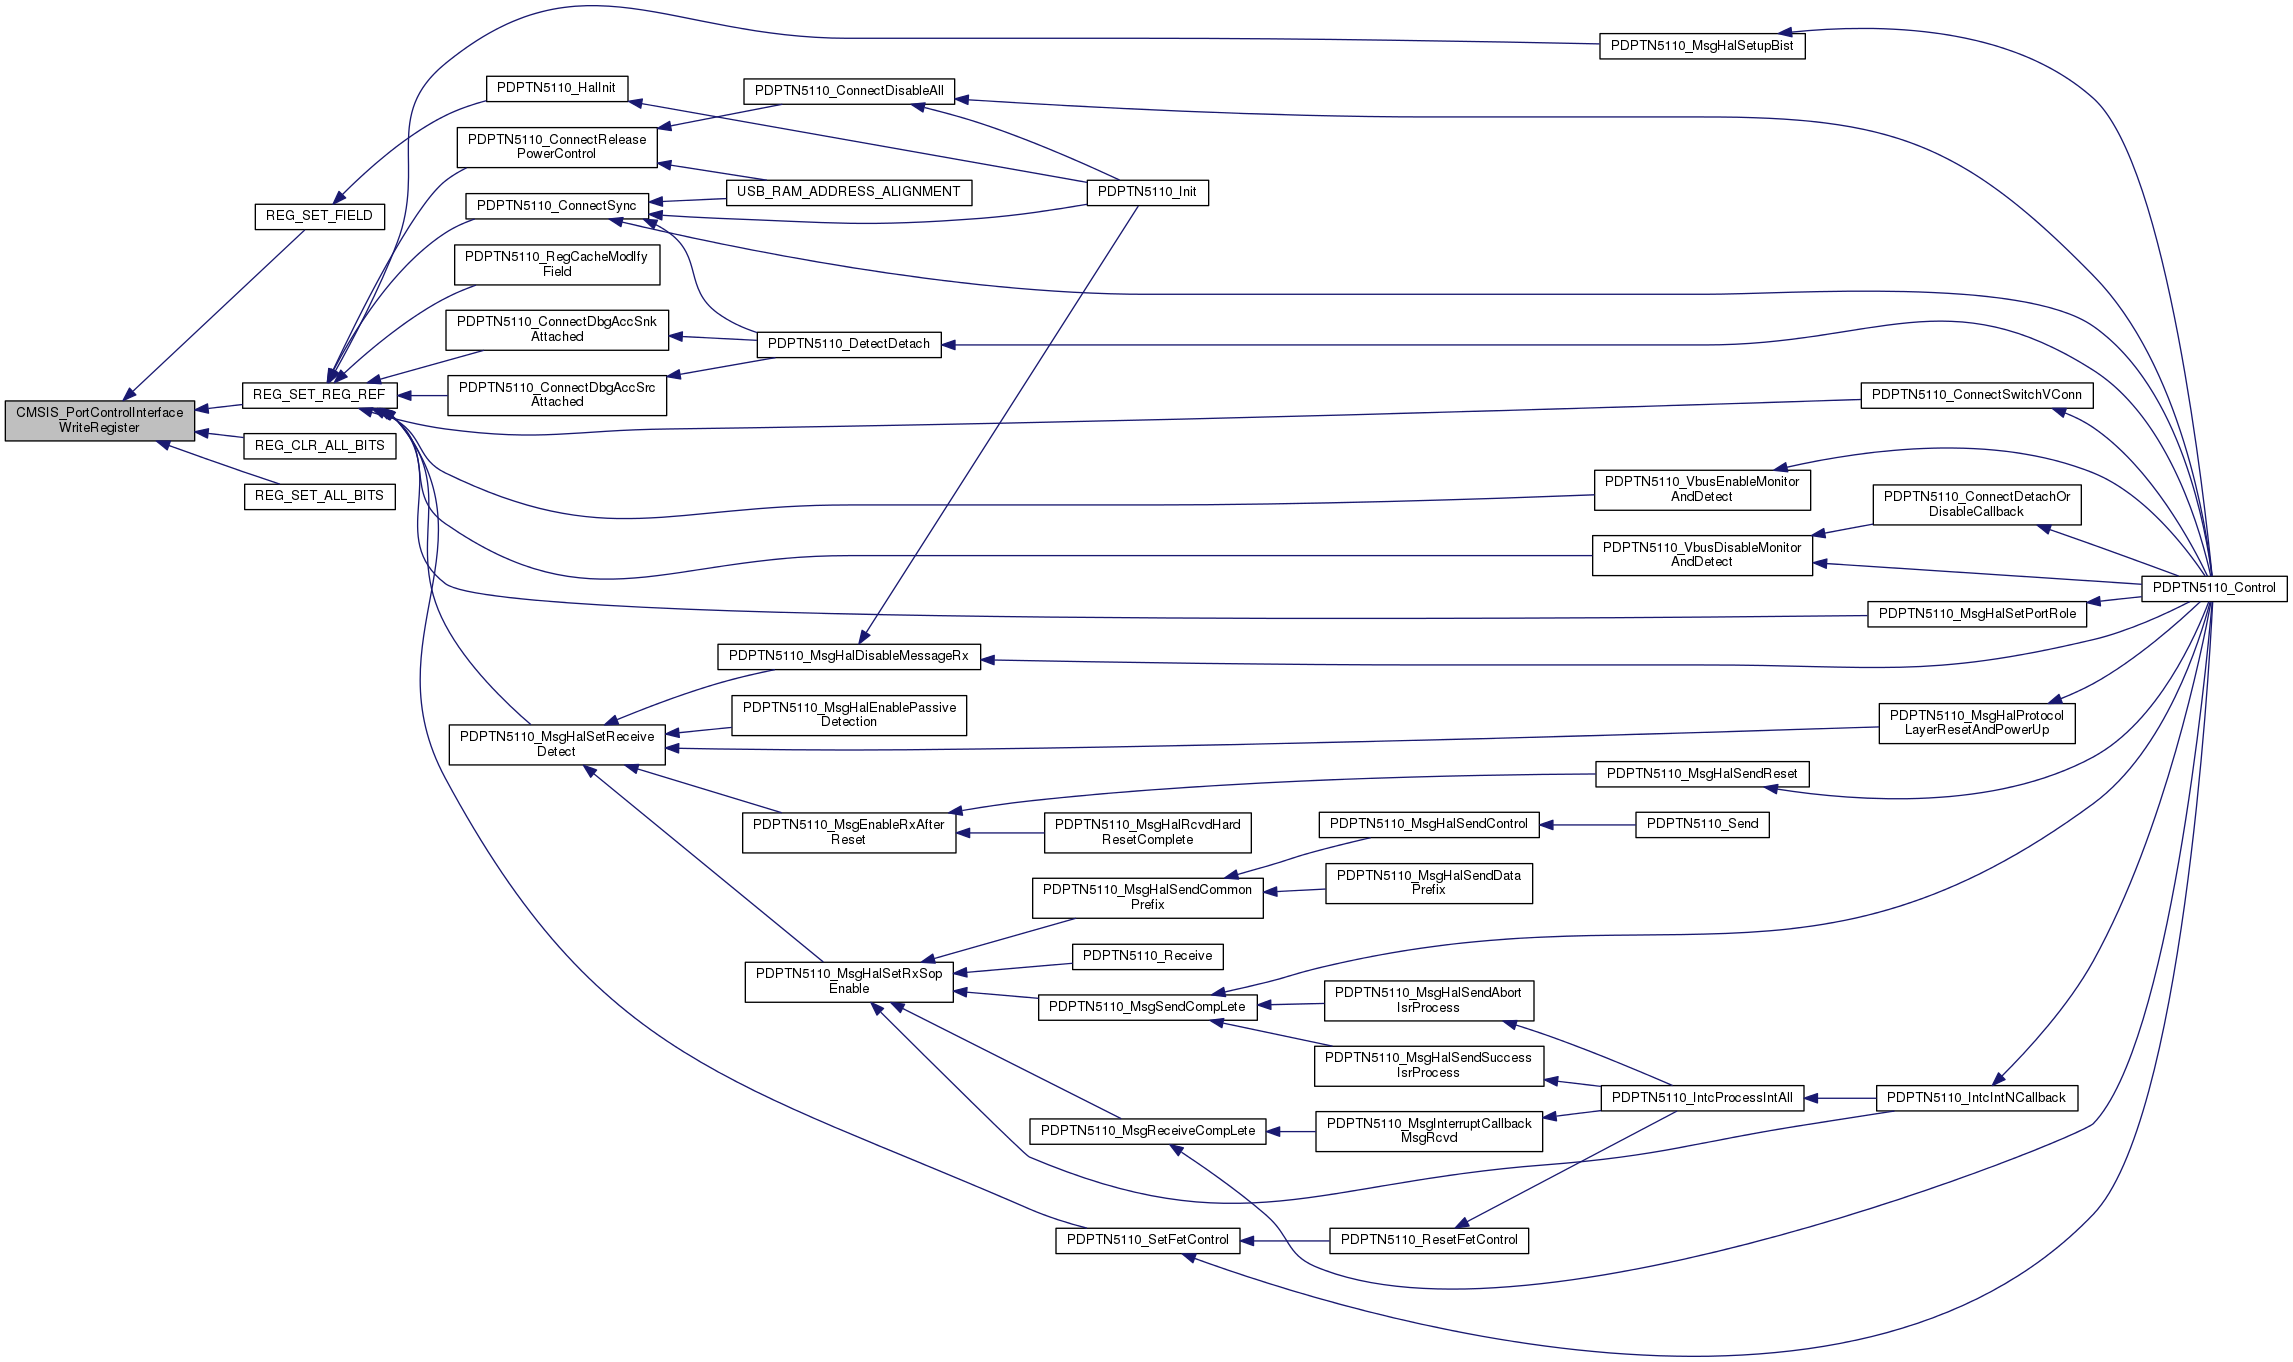 PDPTN5110_MsgHalSetupBist
PDPTN5110_HalInit
PDPTN5110_ConnectDisableAll
PDPTN5110_ConnectRelease
PowerControl
USB_RAM_ADDRESS_ALIGNMENT
PDPTN5110_Init
PDPTN5110_ConnectSync
REG_SET_FIELD
PDPTN5110_RegCacheModIfy
Field
PDPTN5110_ConnectDbgAccSnk
Attached
PDPTN5110_DetectDetach
REG_SET_REG_REF
PDPTN5110_ConnectDbgAccSrc
Attached
PDPTN5110_ConnectSwitchVConn
CMSIS_PortControlInterface
WriteRegister
REG_CLR_ALL_BITS
REG_SET_ALL_BITS
PDPTN5110_VbusEnableMonitor
AndDetect
PDPTN5110_ConnectDetachOr
DisableCallback
PDPTN5110_VbusDisableMonitor
AndDetect
PDPTN5110_Control
PDPTN5110_MsgHalSetPortRole
PDPTN5110_MsgHalDisableMessageRx
PDPTN5110_MsgHalEnablePassive
Detection
PDPTN5110_MsgHalProtocol
LayerResetAndPowerUp
PDPTN5110_MsgHalSetReceive
Detect
PDPTN5110_MsgHalSendReset
PDPTN5110_MsgEnableRxAfter
Reset
PDPTN5110_MsgHalRcvdHard
ResetComplete
PDPTN5110_MsgHalSendControl
PDPTN5110_Send
PDPTN5110_MsgHalSendCommon
Prefix
PDPTN5110_MsgHalSendData
Prefix
PDPTN5110_Receive
PDPTN5110_MsgHalSetRxSop
Enable
PDPTN5110_MsgSendCompLete
PDPTN5110_MsgHalSendAbort
IsrProcess
PDPTN5110_MsgHalSendSuccess
IsrProcess
PDPTN5110_IntcProcessIntAll
PDPTN5110_IntcIntNCallback
PDPTN5110_MsgReceiveCompLete
PDPTN5110_MsgInterruptCallback
MsgRcvd
PDPTN5110_SetFetControl
PDPTN5110_ResetFetControl